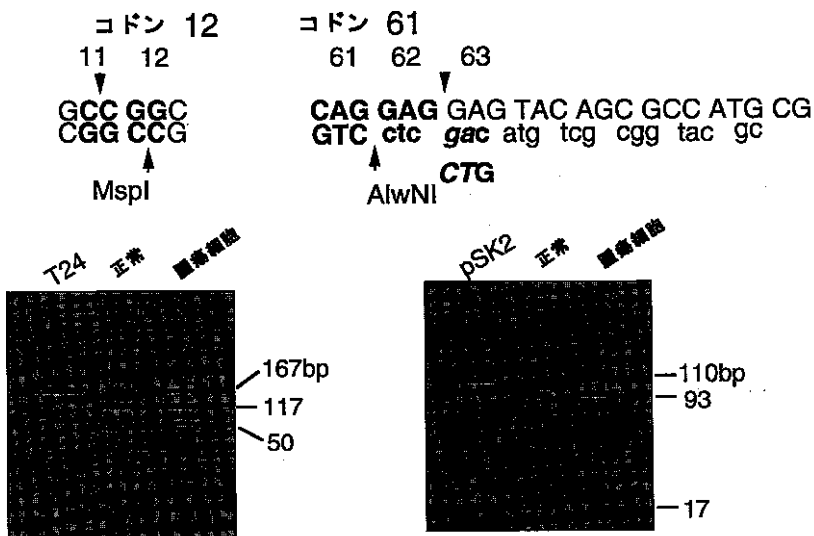 コドン 12
11 12
GCC GGC
CGG CCG
MspI
コドン 61
61 62 63
CAG GAG GAG TAC AGC GCC ATG CG
GTC ctc gac atg tcg cgg tac gc
CTG
AlwNI
T24 正常 腫瘍細胞
167bp
117
50
pSK2 正常 腫瘍細胞
110bp
93
17